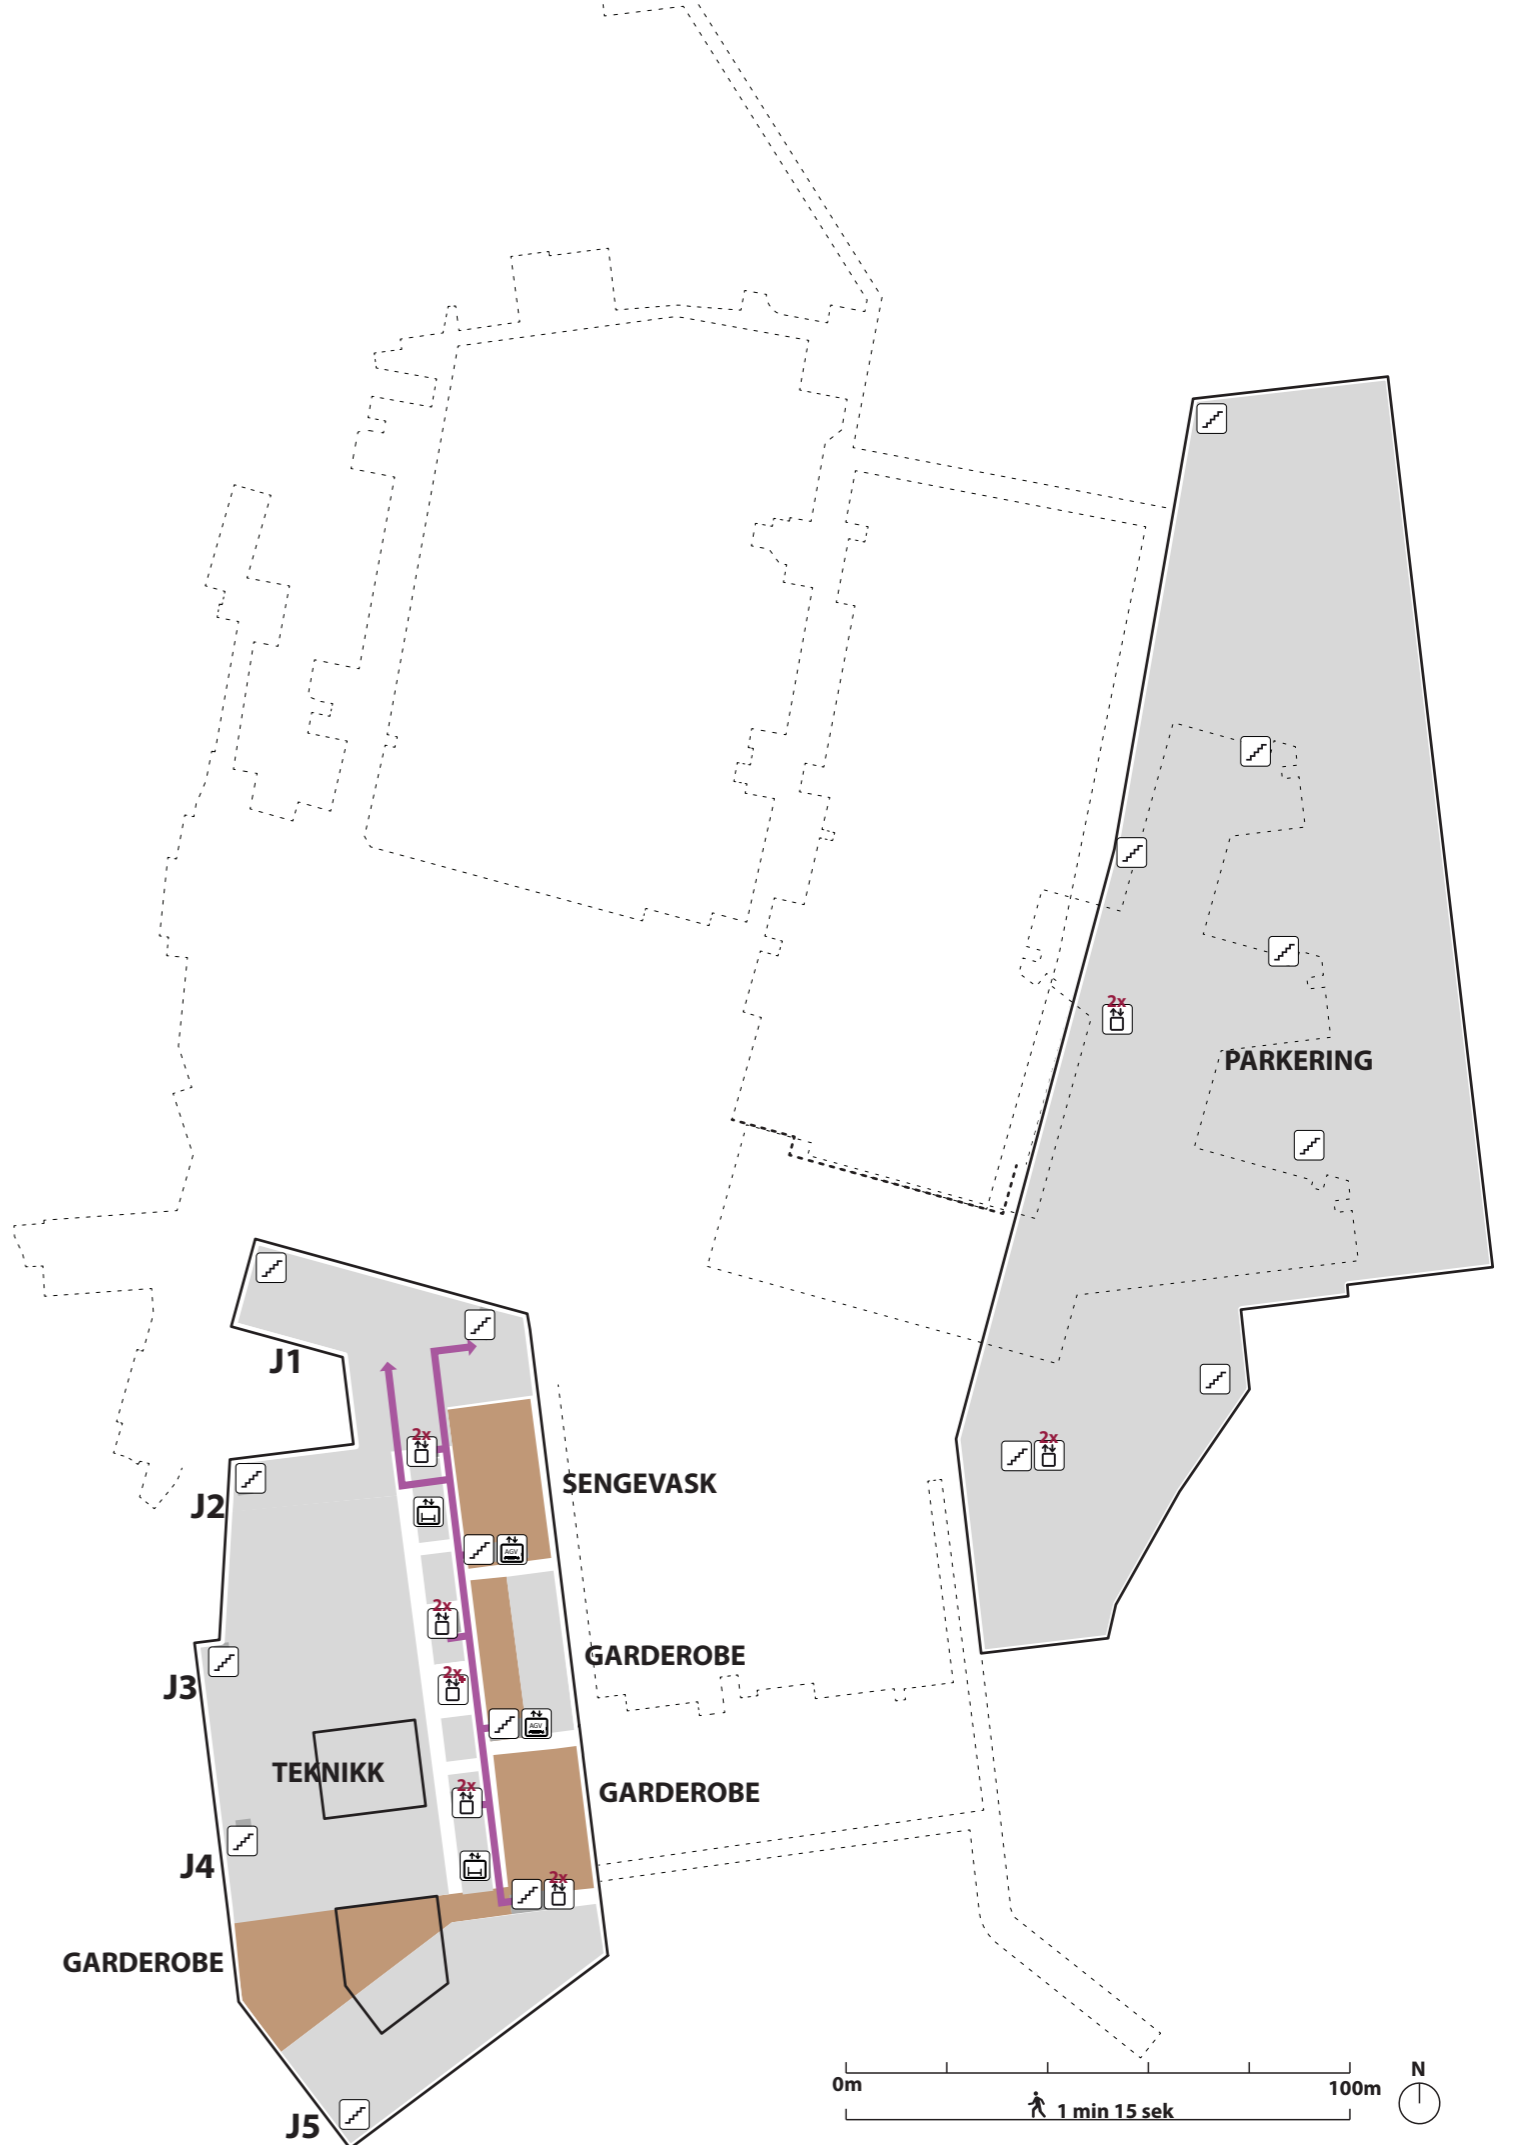 2x
PARKERING
J1
2x
2x
SENGEVASK
J2
AGV
2x
GARDEROBE
2x
J3
AGV
TEKNIKK
2x
GARDEROBE
J4
2x
GARDEROBE
N
0m
100m
1 min 15 sek
J5